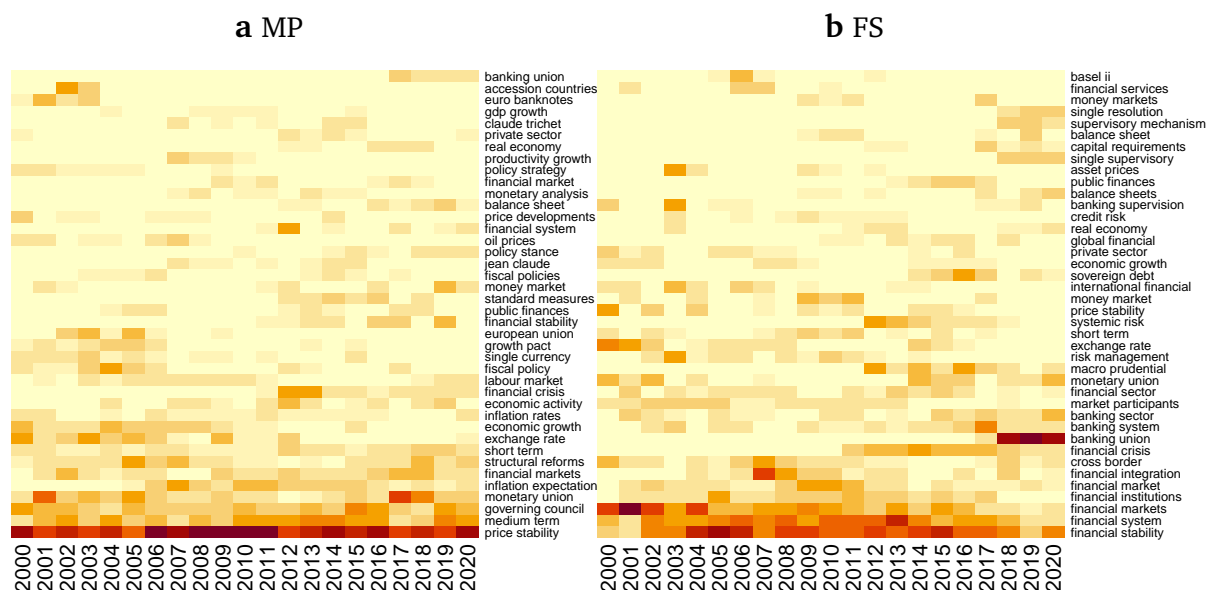 a MP
banking union
accession countries
euro banknotes
gdp growth
claude trichet
private sector
real economy
productivity growth
policy strategy
financial market
monetary analysis
balance sheet
price developments
financial system
oil prices
policy stance
jean claude
fiscal policies
money market
standard measures
public finances
financial stability
european union
growth pact
single currency
fiscal policy
labour market
financial crisis
economic activity
inflation rates
economic growth
exchange rate
short term
structural reforms
financial markets
inflation expectation
monetary union
governing council
medium term
price stability
2000 2001 2002 2003 2004 2005 2006 2007 2008 2009 2010 2011 2012 2013 2014 2015 2016 2017 2018 2019 2020
b FS
basel ii
financial services
money markets
single resolution
supervisory mechanism
balance sheet
capital requirements
single supervisory
asset prices
public finances
balance sheets
banking supervision
credit risk
real economy
global financial
private sector
economic growth
sovereign debt
international financial
money market
price stability
systemic risk
short term
exchange rate
risk management
macro prudential
monetary union
financial sector
market participants
banking sector
banking system
banking union
financial crisis
cross border
financial integration
financial market
financial institutions
financial markets
financial system
financial stability
2000 2001 2002 2003 2004 2005 2006 2007 2008 2009 2010 2011 2012 2013 2014 2015 2016 2017 2018 2019 2020